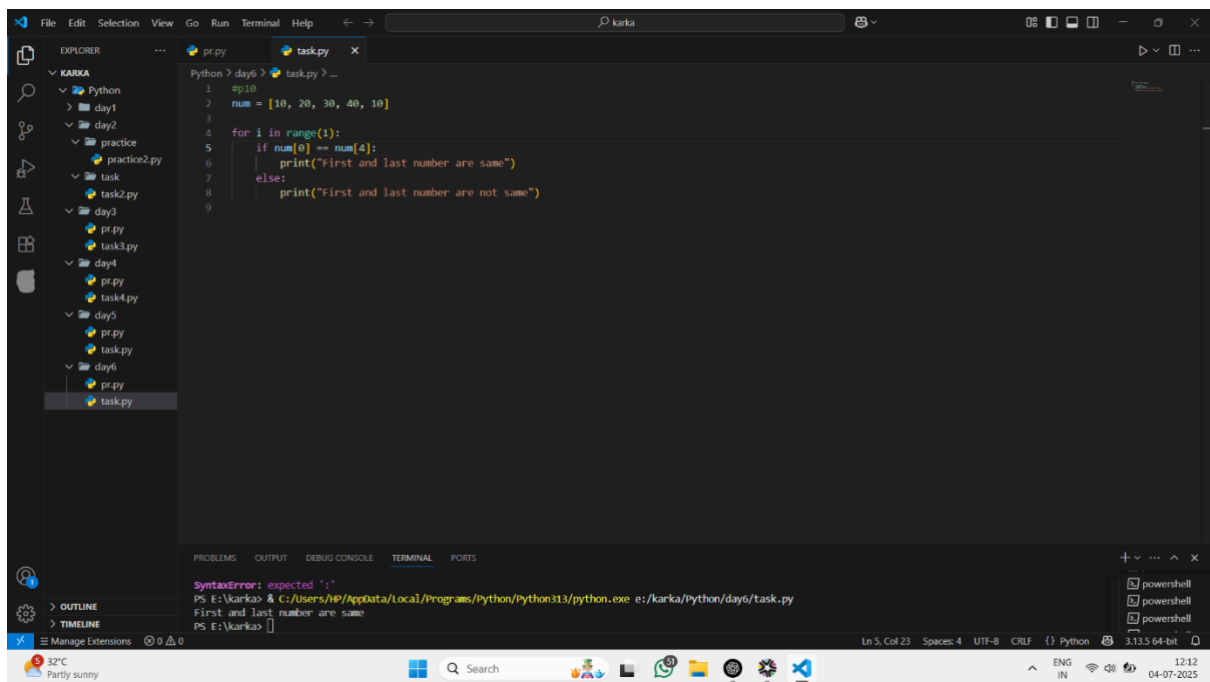 File Edit Selection View Go Run Terminal Help
karka
EXPLORER
pr.py
task.py
KARKA
Python
day1
day2
practice
practice2.py
task
task2.py
day3
pr.py
task3.py
day4
pr.py
task4.py
day5
pr.py
task.py
day6
pr.py
task.py
OUTLINE
TIMELINE
Python > day6 > task.py > ...
1 #p10
2 num = [10, 20, 30, 40, 10]
3
4 for i in range(1):
5 if num[0] == num[4]:
6 print("First and last number are same")
7 else:
8 print("First and last number are not same")
9
PROBLEMS OUTPUT DEBUG CONSOLE TERMINAL PORTS
SyntaxError: expected ':'
PS E:\karka> & C:/Users/HP/AppData/Local/Programs/Python/Python313/python.exe e:/karka/Python/day6/task.py
First and last number are same
PS E:\karka>
powershell
powershell
powershell
Manage Extensions 0 0
Ln 5, Col 23 Spaces: 4 UTF-8 CRLF {} Python 3.13.5 64-bit
5
32°C
Partly sunny
Search
51
ENG
IN
12:12
04-07-2025